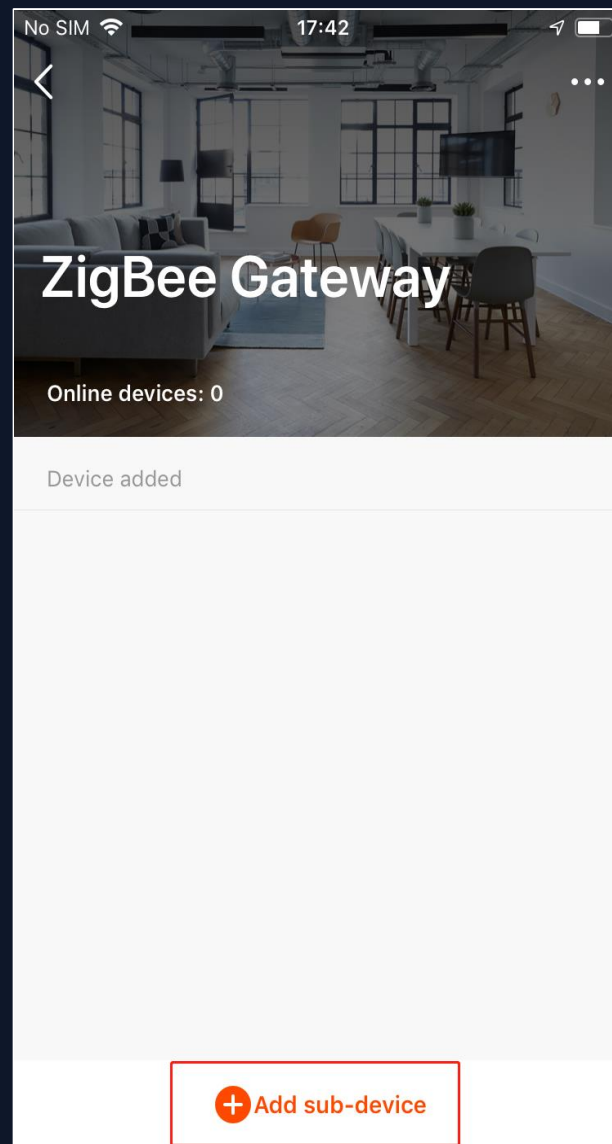 No SIM 17:42
ZigBee Gateway
Online devices: 0
Device added
Add sub-device